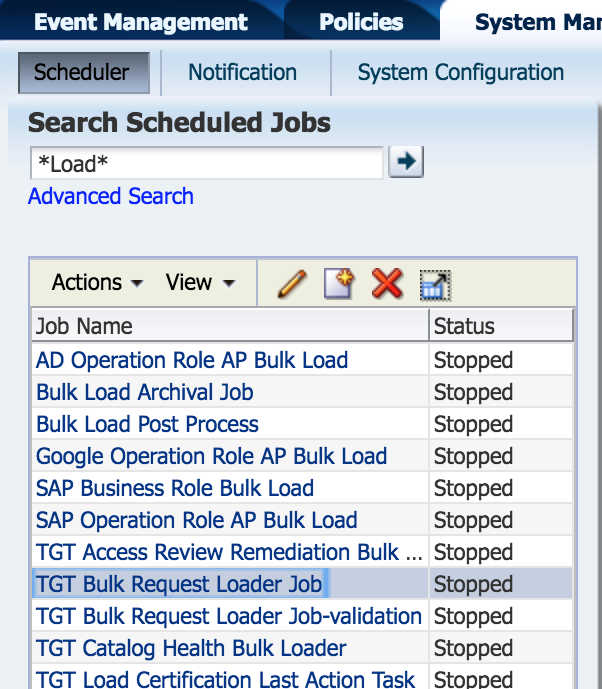 Event Management Policies System Mar
Scheduler Notification System Configuration
Search Scheduled Jobs
*Load*
Advanced Search
Actions View
Job Name Status
AD Operation Role AP Bulk Load Stopped
Bulk Load Archival Job Stopped
Bulk Load Post Process Stopped
Google Operation Role AP Bulk Load Stopped
SAP Business Role Bulk Load Stopped
SAP Operation Role AP Bulk Load Stopped
TGT Access Review Remediation Bulk ... Stopped
TGT Bulk Request Loader Job Stopped
TGT Bulk Request Loader Job-validation Stopped
TGT Catalog Health Bulk Loader Stopped
TGT Load Certification Last Action Task Stopped